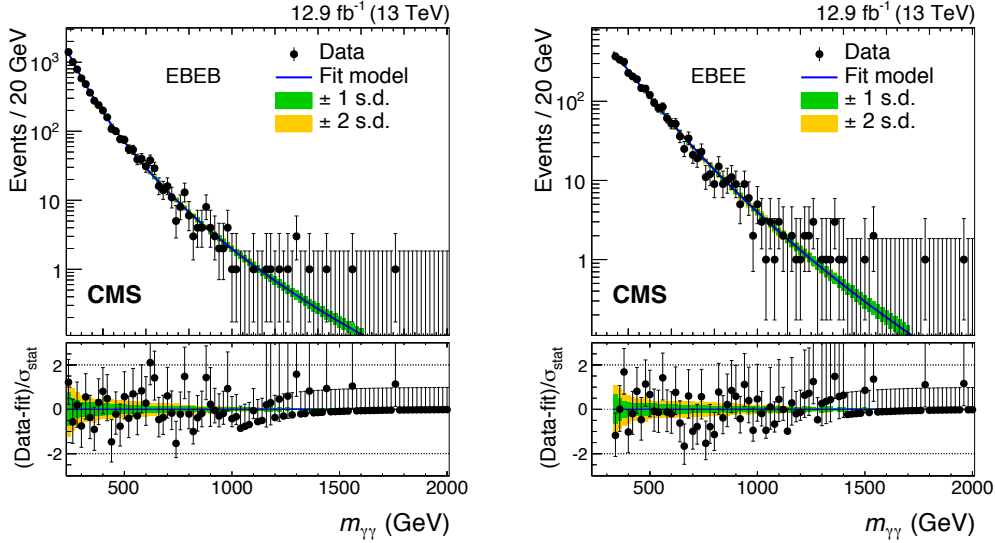 12.9 fb⁻¹ (13 TeV)
Events / 20 GeV
10³
10²
10
1
EBEB
Data
Fit model
± 1 s.d.
± 2 s.d.
CMS
(Data-fit)/σstat
2
0
-2
500
1000
1500
2000
mγγ (GeV)
12.9 fb⁻¹ (13 TeV)
Events / 20 GeV
10²
10
1
EBEE
Data
Fit model
± 1 s.d.
± 2 s.d.
CMS
(Data-fit)/σstat
2
0
-2
500
1000
1500
2000
mγγ (GeV)